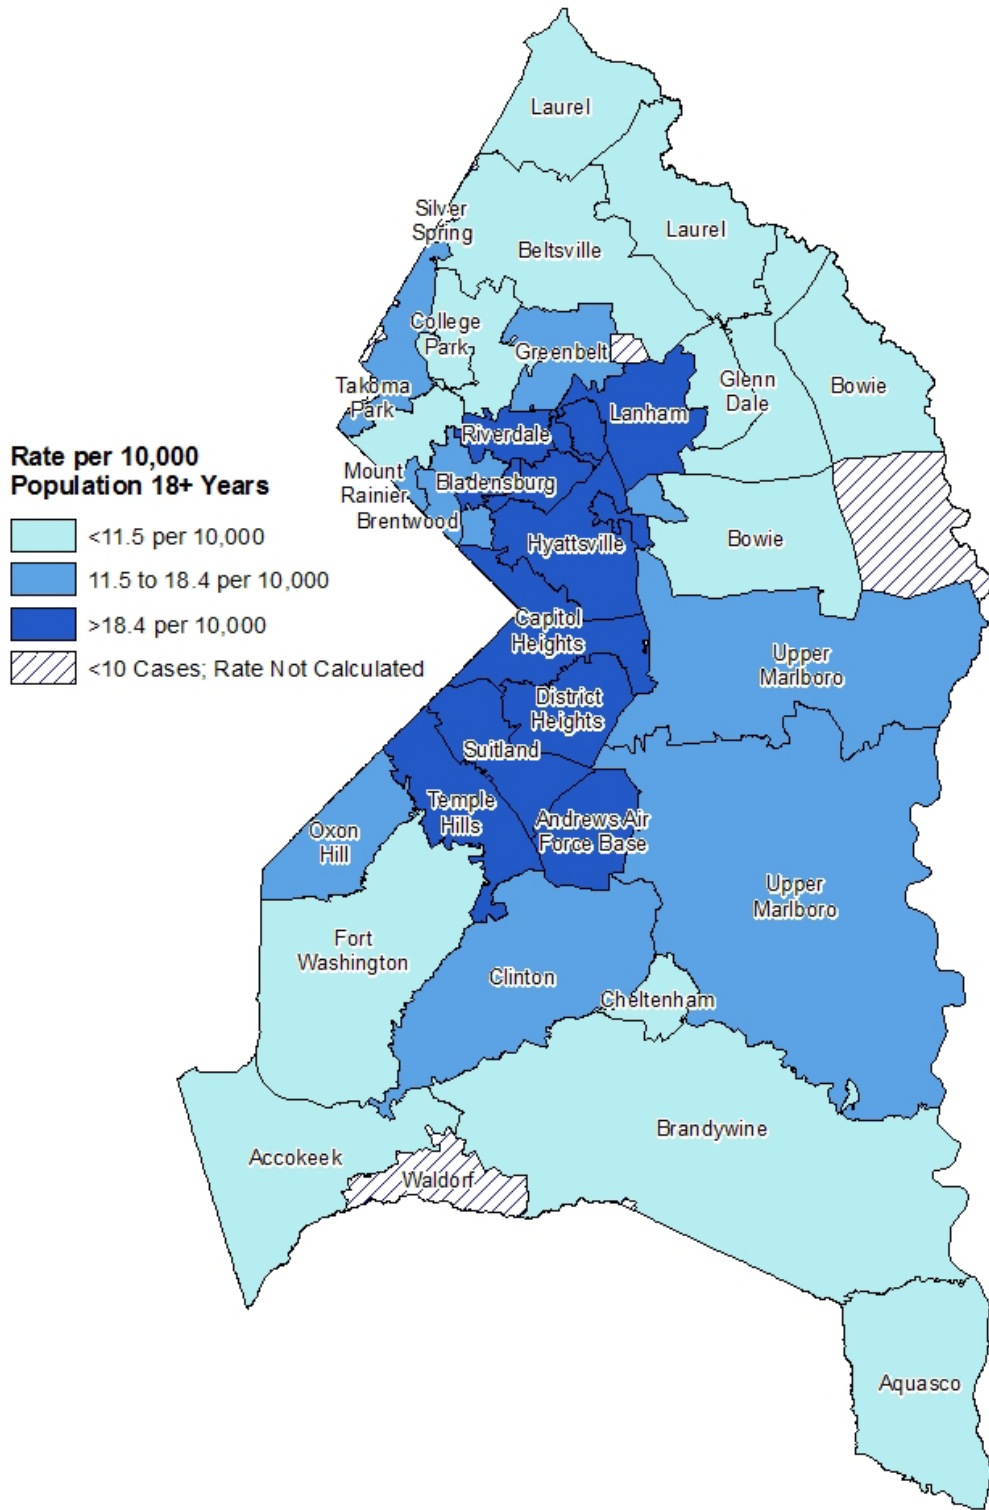 Laurel
Silver
Spring
Laurel
Beltsville
College
Park
Greenbelt
Glenn
Dale
Bowie
Takoma
Park
Lanham
Riverdale
Rate per 10,000
Population 18+ Years
Mount
Rainier
Bladensburg
Brentwood
<11.5 per 10,000
Hyattsville
Bowie
11.5 to 18.4 per 10,000
>18.4 per 10,000
Capitol
Heights
<10 Cases; Rate Not Calculated
Upper
Marlboro
District
Heights
Suitland
Temple
Hills
Andrews Air
Force Base
Oxon
Hill
Upper
Marlboro
Fort
Washington
Clinton
Cheltenham
Brandywine
Accokeek
Waldorf
Aquasco